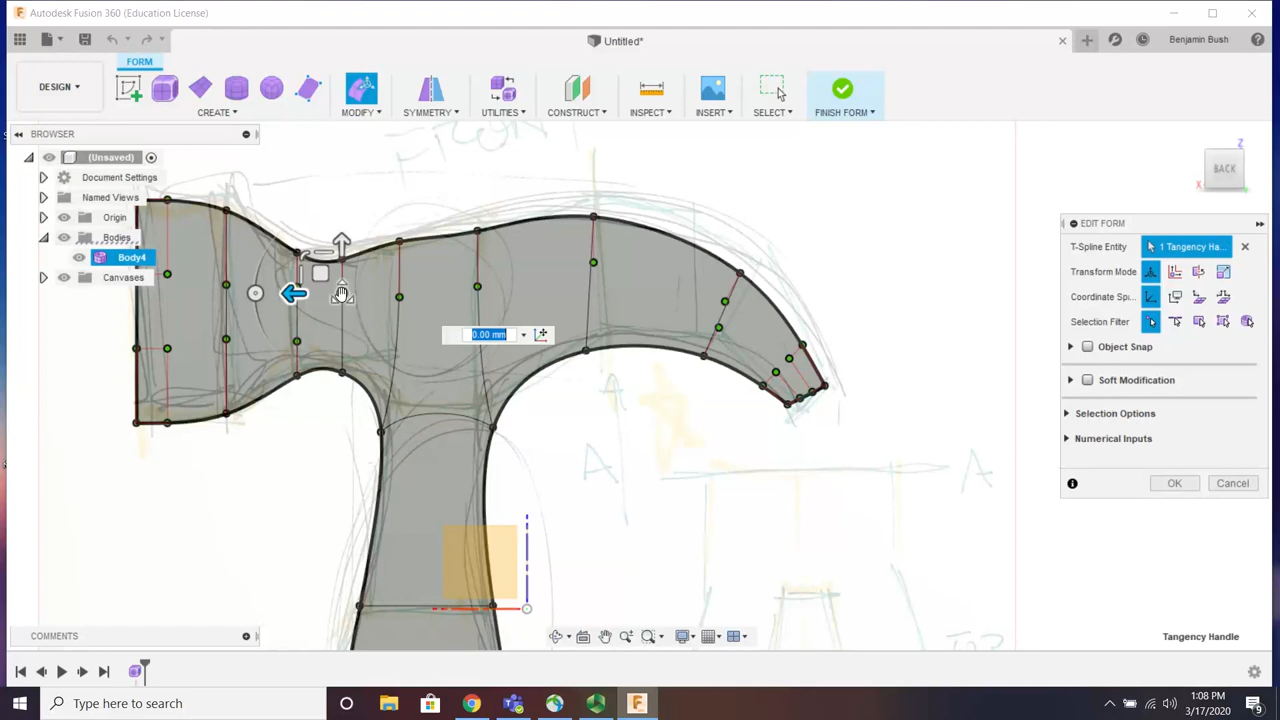 Autodesk Fusion 360 (Education License)
Untitled*
Benjamin Bush
FORM
DESIGN
CREATE
MODIFY
SYMMETRY
UTILITIES
CONSTRUCT
INSPECT
INSERT
SELECT
FINISH FORM
BROWSER
(Unsaved)
Document Settings
Named Views
Origin
Bodies
Body4
Canvases
Z
BACK
X
EDIT FORM
T-Spline Entity
1 Tangency Ha...
Transform Mode
Coordinate Spa...
Selection Filter
Object Snap
Soft Modification
Selection Options
Numerical Inputs
OK
Cancel
0.00 mm
A
A
A
COMMENTS
Tangency Handle
Type here to search
1:08 PM
3/17/2020